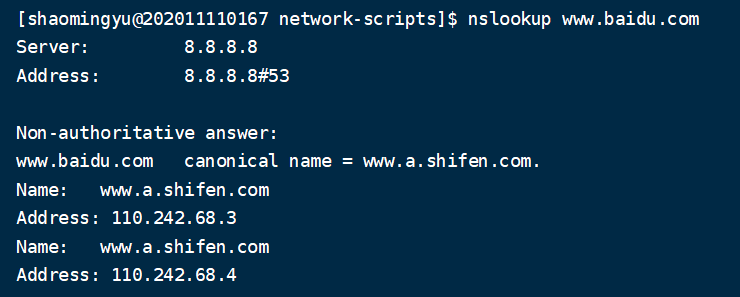 [shaomingyu@202011110167 network-scripts]$ nslookup www.baidu.com
Server:         8.8.8.8
Address:        8.8.8.8#53

Non-authoritative answer:
www.baidu.com   canonical name = www.a.shifen.com.
Name:   www.a.shifen.com
Address: 110.242.68.3
Name:   www.a.shifen.com
Address: 110.242.68.4